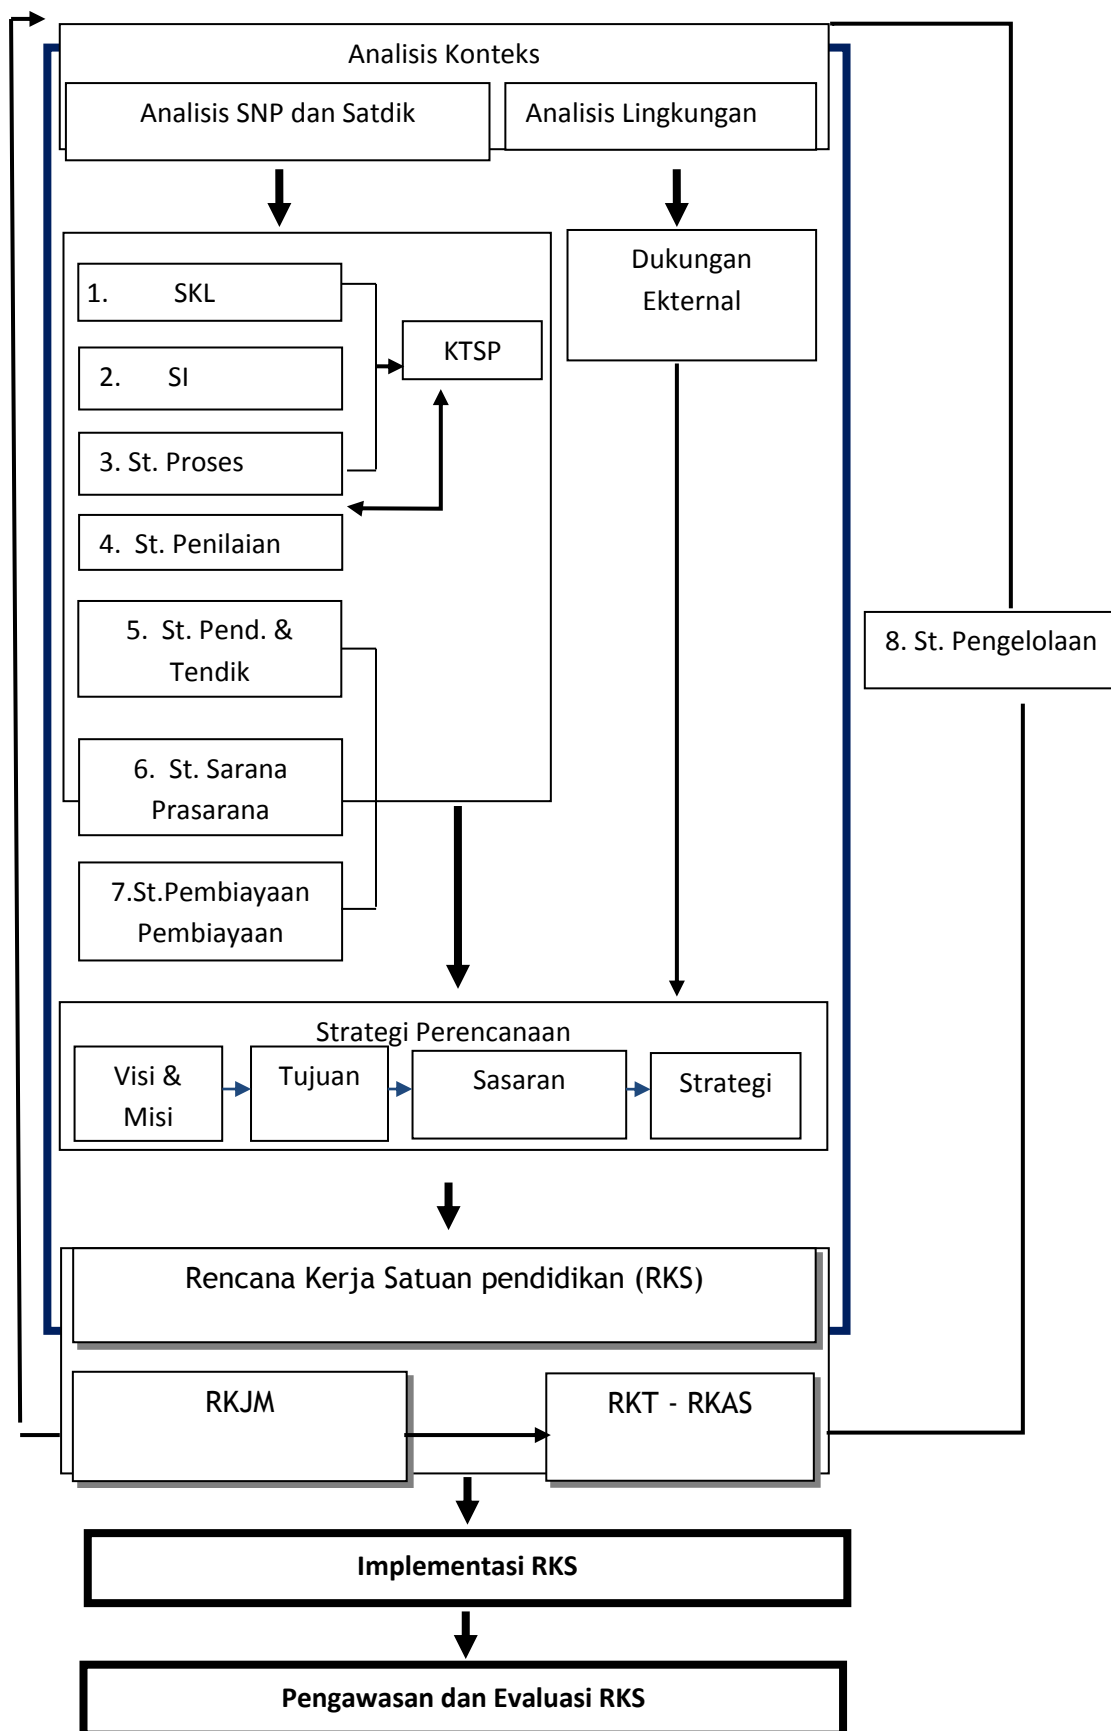 Analisis Konteks
Analisis SNP dan Satdik
Analisis Lingkungan
1. SKL
2. SI
3. St. Proses
4. St. Penilaian
5. St. Pend. &
Tendik
6. St. Sarana
Prasarana
7.St.Pembiayaan
Pembiayaan
KTSP
Dukungan
Ekternal
8. St. Pengelolaan
Strategi Perencanaan
Visi &
Misi
Tujuan
Sasaran
Strategi
Rencana Kerja Satuan pendidikan (RKS)
RKJM
RKT - RKAS
Implementasi RKS
Pengawasan dan Evaluasi RKS